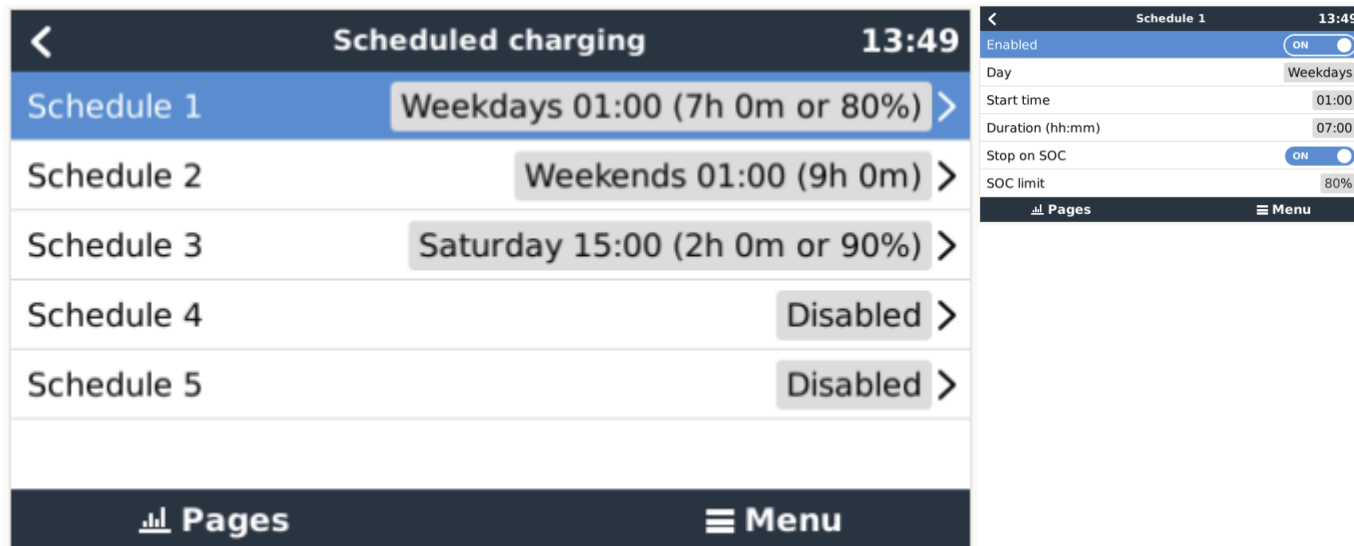 Scheduled charging 13:49
Schedule 1 Weekdays 01:00 (7h 0m or 80%)
Schedule 2 Weekends 01:00 (9h 0m)
Schedule 3 Saturday 15:00 (2h 0m or 90%)
Schedule 4 Disabled
Schedule 5 Disabled
Pages Menu
Schedule 1 13:49
Enabled ON
Day Weekdays
Start time 01:00
Duration (hh:mm) 07:00
Stop on SOC ON
SOC limit 80%
Pages Menu